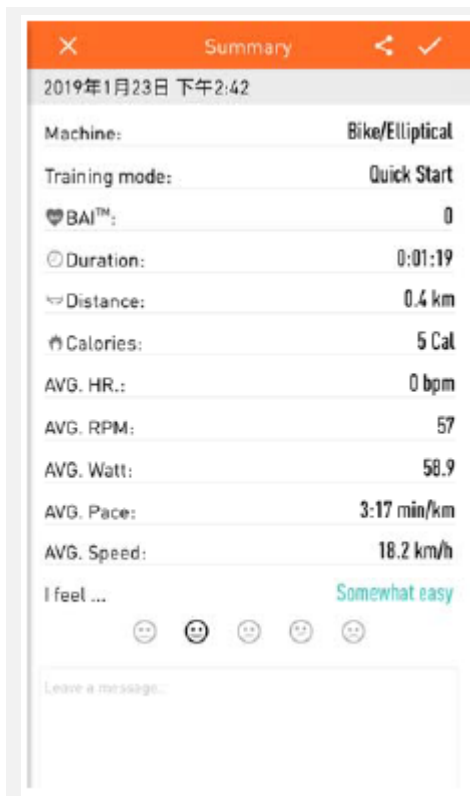 Summary
2019年1月23日 下午2:42
Machine: Bike/Elliptical
Training mode: Quick Start
BAI™: 0
Duration: 0:01:19
Distance: 0.4 km
Calories: 5 Cal
AVG. HR.: 0 bpm
AVG. RPM: 57
AVG. Watt: 58.9
AVG. Pace: 3:17 min/km
AVG. Speed: 18.2 km/h
I feel ... Somewhat easy
Leave a message..